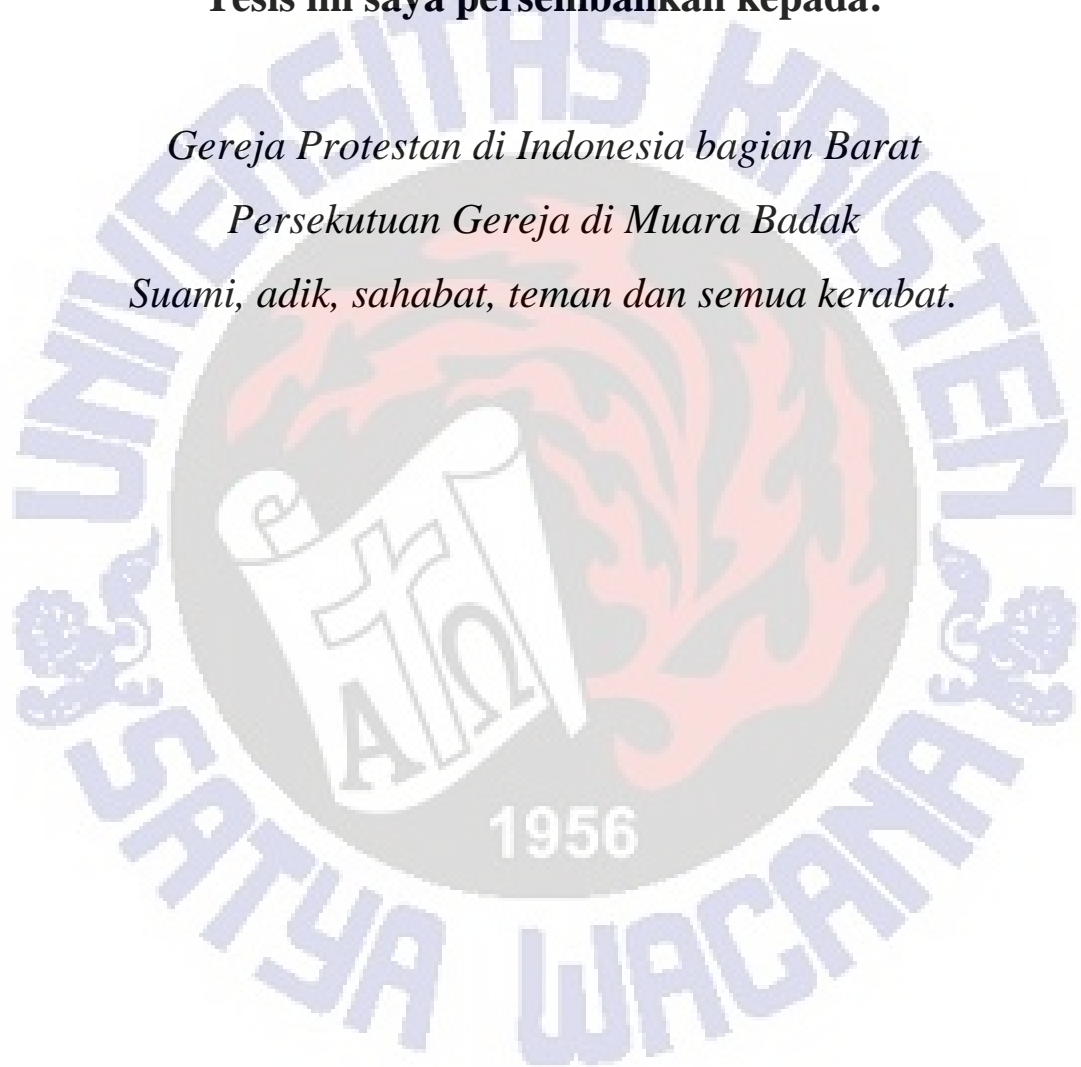 Tesis ini saya persembahkan kepada:
Gereja Protestan di Indonesia bagian Barat
Persekutuan Gereja di Muara Badak
Suami, adik, sahabat, teman dan semua kerabat.
UNIVERSITAS KRISTEN
ΑΩ
1956
SATYA WACANA